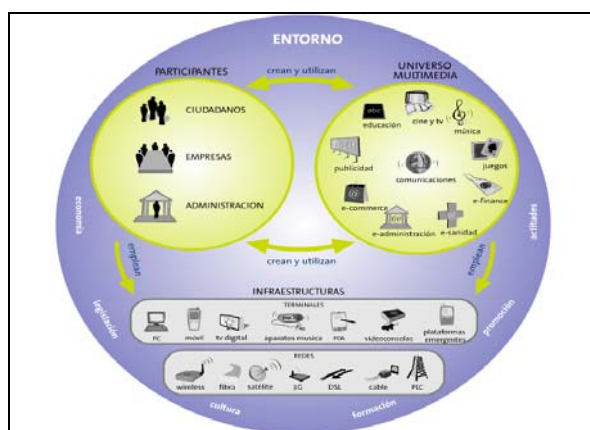 ENTORNO
crean y utilizan
PARTICIPANTES
CIUDADANOS
EMPRESAS
ADMINISTRACION
UNIVERSO
MULTIMEDIA
abc
educación
cine y tv
música
publicidad
comunicaciones
juegos
e-commerce
e-finance
e-administración
e-sanidad
crean y utilizan
economía
actitudes
emplean
emplean
legislación
promoción
INFRAESTRUCTURAS
TERMINALES
PC
móvil
tv digital
aparatos musica
PDA
videoconsolas
plataformas
emergentes
REDES
wireless
fibra
satélite
3G
DSL
cable
PLC
cultura
formación